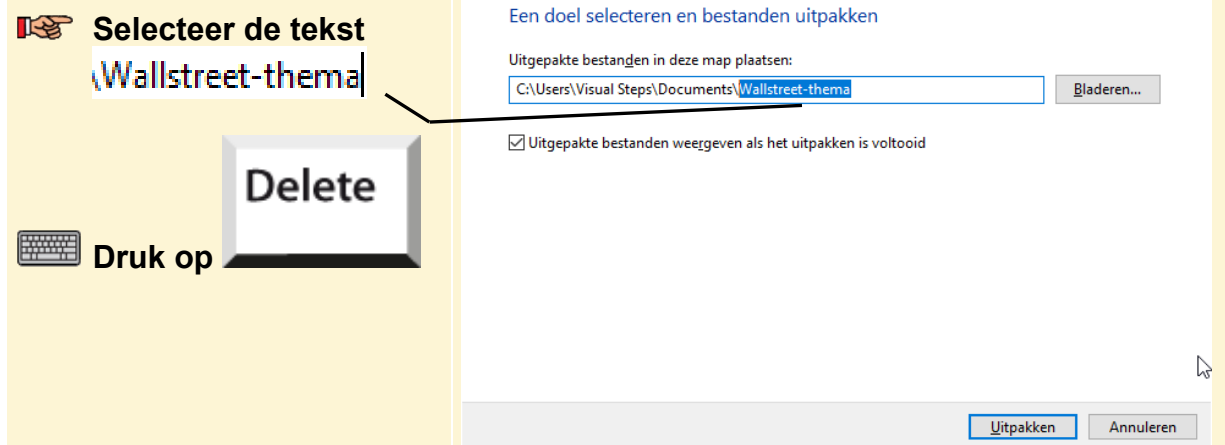 Selecteer de tekst
\Wallstreet-thema
Delete
Druk op
Een doel selecteren en bestanden uitpakken
Uitgepakte bestanden in deze map plaatsen:
C:\Users\Visual Steps\Documents\Wallstreet-thema
Bladeren...
Uitgepakte bestanden weergeven als het uitpakken is voltooid
Uitpakken Annuleren